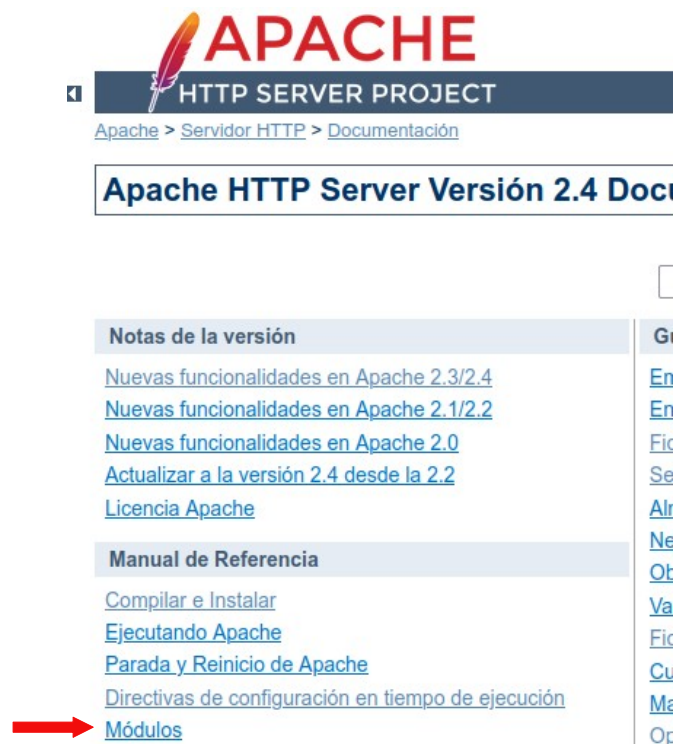 APACHE
HTTP SERVER PROJECT
Apache > Servidor HTTP > Documentación
Apache HTTP Server Versión 2.4
Notas de la versión
Nuevas funcionalidades en Apache 2.3/2.4
Nuevas funcionalidades en Apache 2.1/2.2
Nuevas funcionalidades en Apache 2.0
Actualizar a la versión 2.4 desde la 2.2
Licencia Apache
Manual de Referencia
Compilar e Instalar
Ejecutando Apache
Parada y Reinicio de Apache
Directivas de configuración en tiempo de ejecución
Módulos